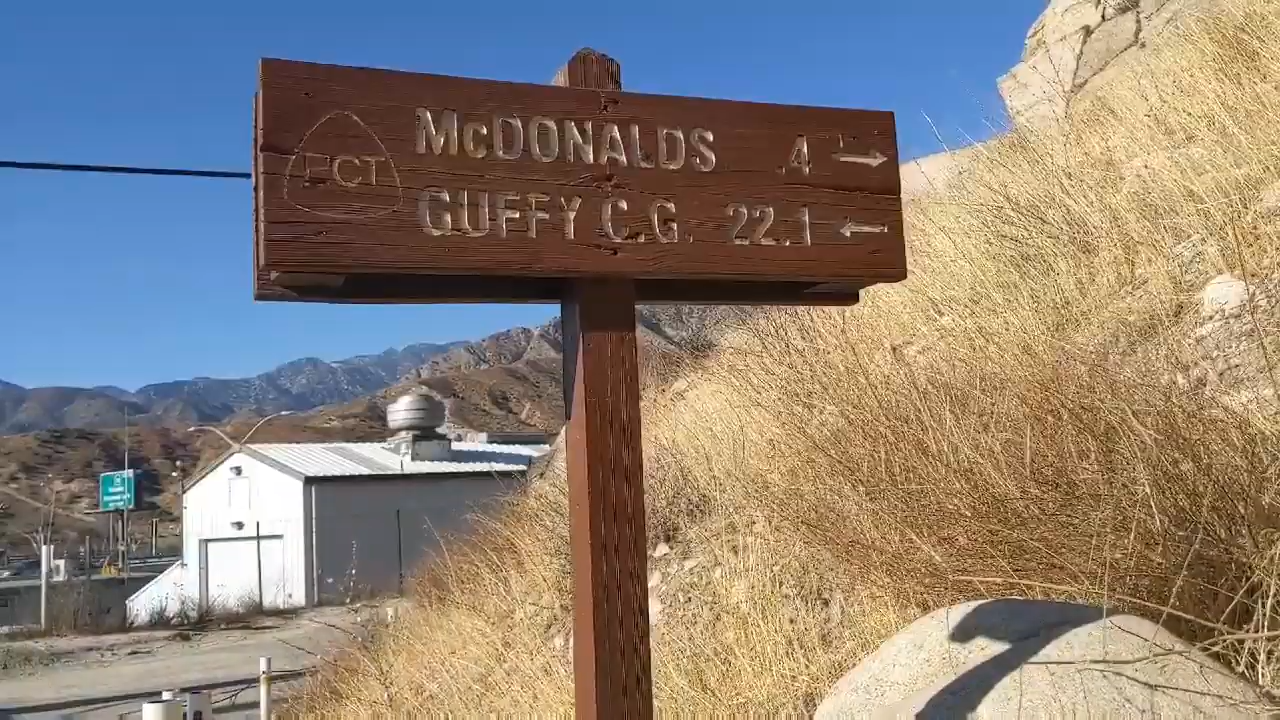 PCT
McDONALDS .4 →
GUFFY C.G. 22.1 ←